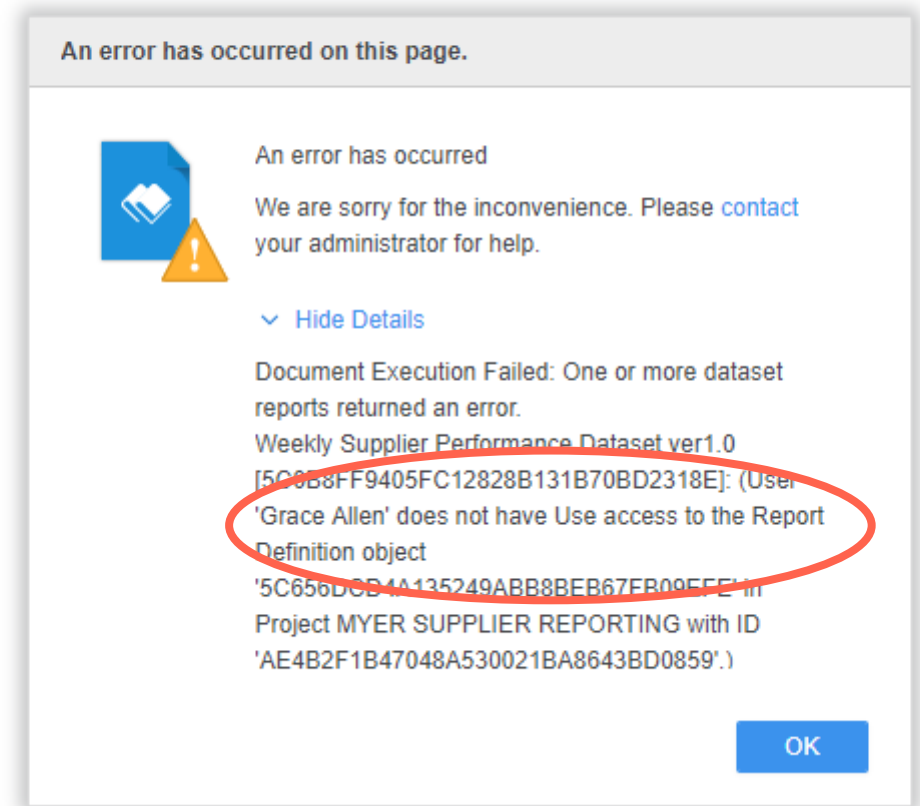 An error has occurred on this page.
An error has occurred
We are sorry for the inconvenience. Please contact
your administrator for help.
Hide Details
Document Execution Failed: One or more dataset
reports returned an error.
Weekly Supplier Performance Dataset ver1.0
(User
'Grace Allen' does not have Use access to the Report
Definition object
in
Project MYER SUPPLIER REPORTING with ID
'AE4B2F1B47048A530021BA8643BD0859'.)
OK